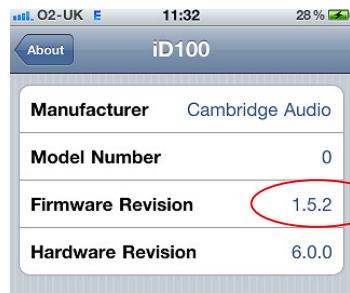 O2-UK E 11:32 28 %
About iD100
Manufacturer Cambridge Audio
Model Number 0
Firmware Revision 1.5.2
Hardware Revision 6.0.0